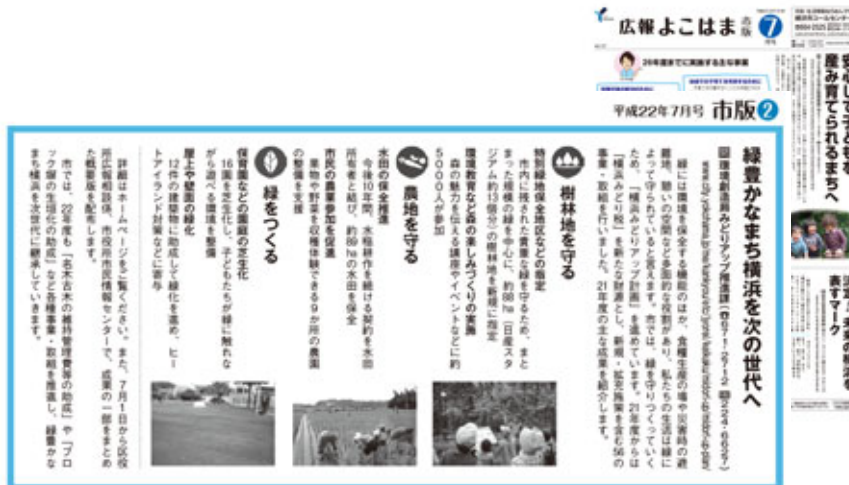 広報よこはま
市版
7
月号
26年度までに実施する主な事業
安心して子どもを
産み育てられるまちへ
表すマーク
平成22年7月号 市版2
緑豊かなまち横浜を次の世代へ
環境創造局みどりアップ推進課(☎671-2712 FAX224-6627)
緑には環境を保全する機能のほか、食糧生産の場や災害時の避
難地、憩いの空間など多面的な役割があり、私たちの生活は緑に
よって守られていると言えます。市では、緑を守りつくっていく
ため、「横浜みどりアップ計画」を進めています。21年度からは
「横浜みどり税」を新たな財源とし、新規・拡充施策を含む56の
事業・取組を行いました。21年度の主な成果を紹介します。
樹林地を守る
特別緑地保全地区などの指定
市内に残された貴重な緑を守るため、まと
まった規模の緑を中心に、約88ha(日産スタ
ジアム約13個分)の樹林地を新規に指定
環境教育など森の楽しみづくりの実施
森の魅力を伝える講座やイベントなどに約
5000人が参加
農地を守る
水田の保全推進
今後10年間、水稲耕作を続ける契約を水田
所有者と結び、約89haの水田を保全
市民の農業参加を促進
果物や野菜を収穫体験できる9か所の農園
の整備を支援
緑をつくる
保育園などの園庭の芝生化
16園を芝生化し、子どもたちが緑に触れな
がら遊べる環境を整備
屋上や壁面の緑化
12件の建築物に助成して緑化を進め、ヒー
トアイランド対策などに寄与
詳細はホームページをご覧ください。また、7月1日から区役
所広報相談係、市役所市民情報センターで、成果の一部をまとめ
た概要版を配布します。
市では、22年度も「名木古木の維持管理費等の助成」や「ブロ
ック塀の生垣化の助成」など各種事業・取組を推進し、緑豊かな
まち横浜を次世代に継承していきます。